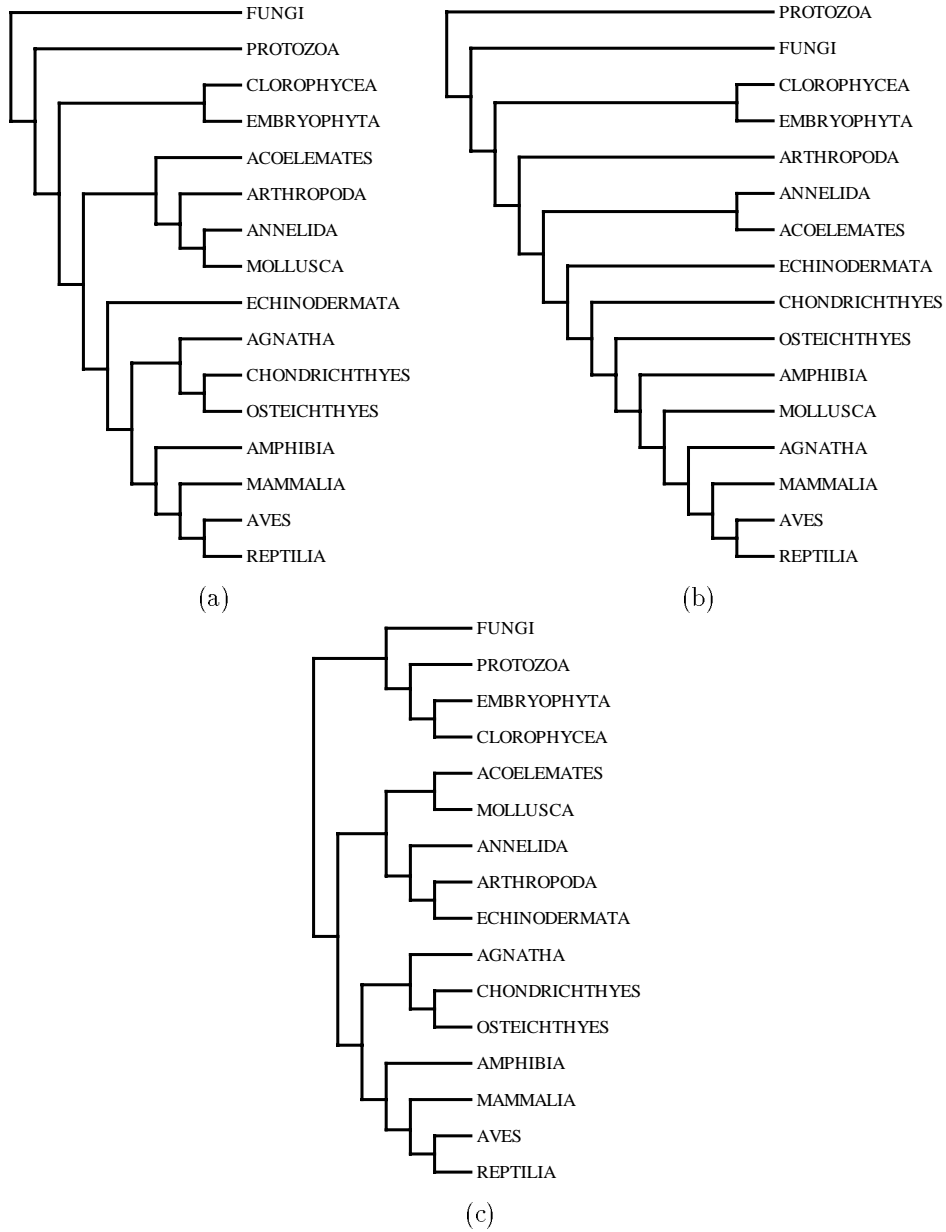 FUNGI
PROTOZOA
CLOROPHYCEA
EMBRYOPHYTA
ACOELEMATES
ARTHROPODA
ANNELIDA
MOLLUSCA
ECHINODERMATA
AGNATHA
CHONDRICHTHYES
OSTEICHTHYES
AMPHIBIA
MAMMALIA
AVES
REPTILIA
(a)
PROTOZOA
FUNGI
CLOROPHYCEA
EMBRYOPHYTA
ARTHROPODA
ANNELIDA
ACOELEMATES
ECHINODERMATA
CHONDRICHTHYES
OSTEICHTHYES
AMPHIBIA
MOLLUSCA
AGNATHA
MAMMALIA
AVES
REPTILIA
(b)
FUNGI
PROTOZOA
EMBRYOPHYTA
CLOROPHYCEA
ACOELEMATES
MOLLUSCA
ANNELIDA
ARTHROPODA
ECHINODERMATA
AGNATHA
CHONDRICHTHYES
OSTEICHTHYES
AMPHIBIA
MAMMALIA
AVES
REPTILIA
(c)